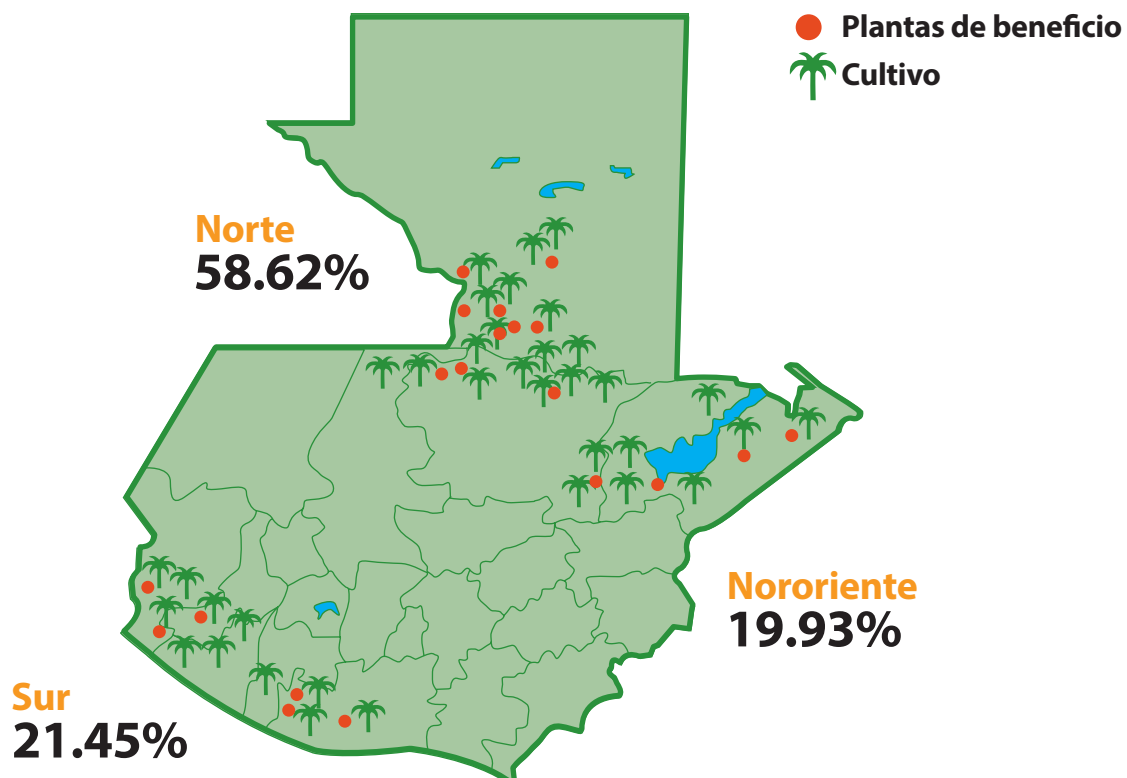 Plantas de beneficio
Cultivo
Norte
58.62%
Nororiente
19.93%
Sur
21.45%